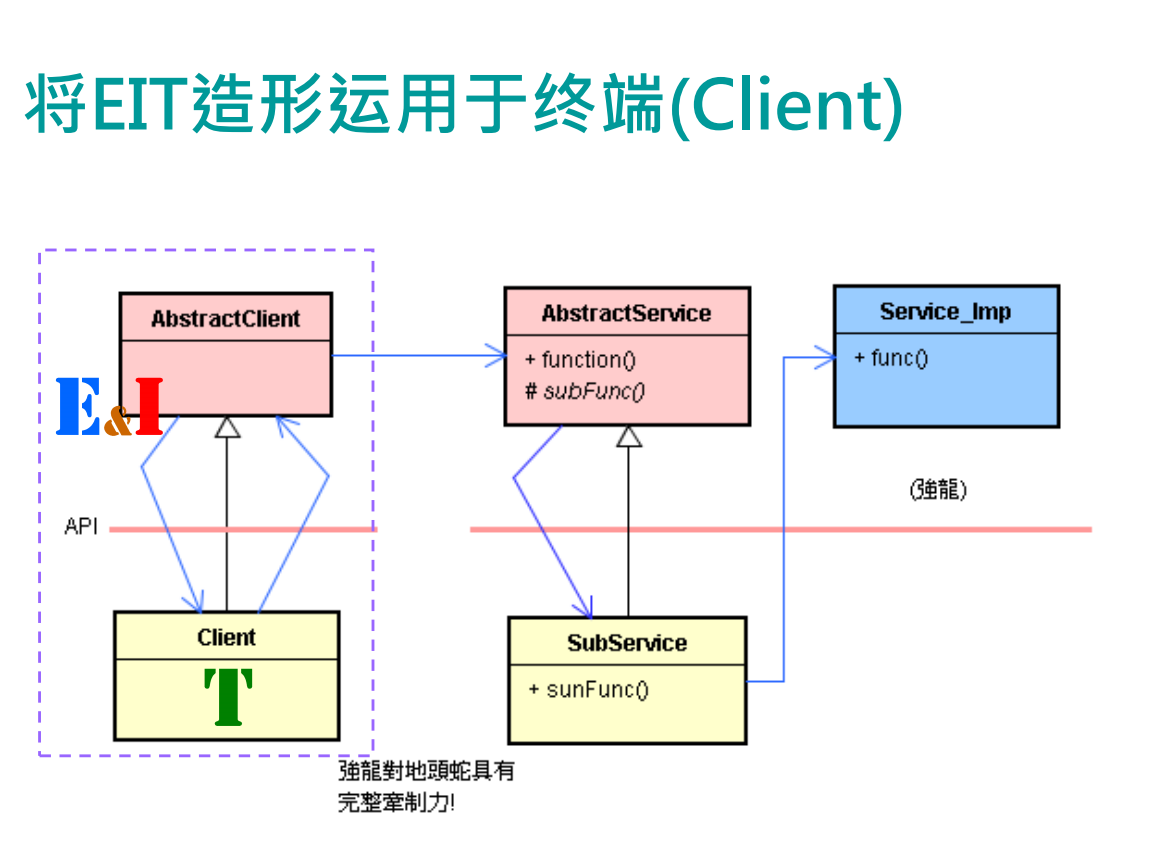 将EIT造形运用于终端(Client)
AbstractClient
E&I
API
Client
T
AbstractService
+ function()
# subFunc()
SubService
+ sunFunc()
Service_Imp
+ func()
(強龍)
強龍對地頭蛇具有
完整牽制力!